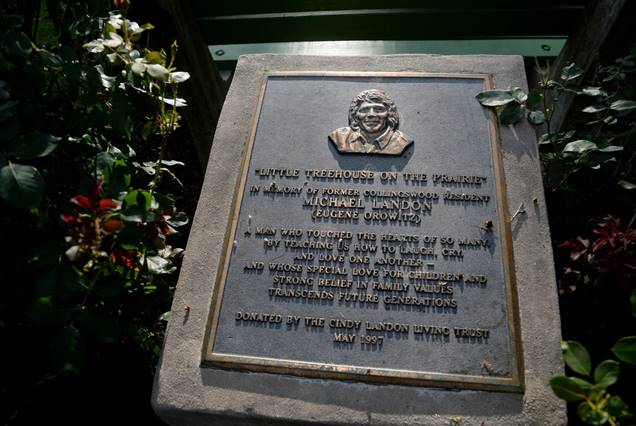 "LITTLE TREEHOUSE ON THE PRAIRIE"
IN MEMORY OF FORMER COLLINGSWOOD RESIDENT
MICHAEL LANDON
(EUGENE OROWITZ)
A MAN WHO TOUCHED THE HEARTS OF SO MANY,
BY TEACHING US HOW TO LAUGH, CRY,
AND LOVE ONE ANOTHER,
AND WHOSE SPECIAL LOVE FOR CHILDREN AND
STRONG BELIEF IN FAMILY VALUES
TRANSCENDS FUTURE GENERATIONS
DONATED BY THE CINDY LANDON LIVING TRUST
MAY 1997